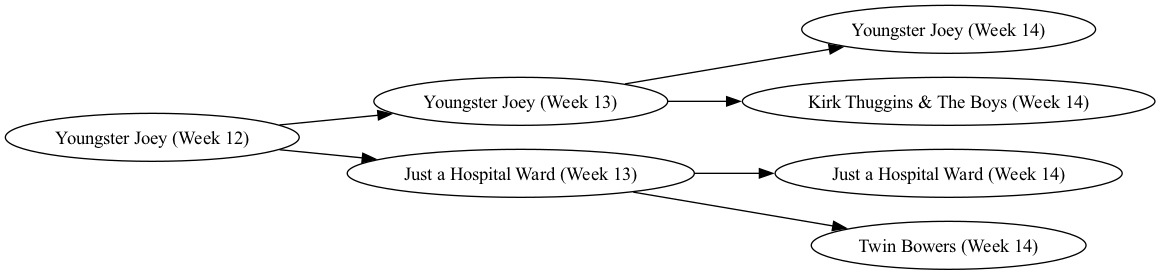 Youngster Joey (Week 14)
Youngster Joey (Week 13)
Kirk Thuggins & The Boys (Week 14)
Youngster Joey (Week 12)
Just a Hospital Ward (Week 13)
Just a Hospital Ward (Week 14)
Twin Bowers (Week 14)